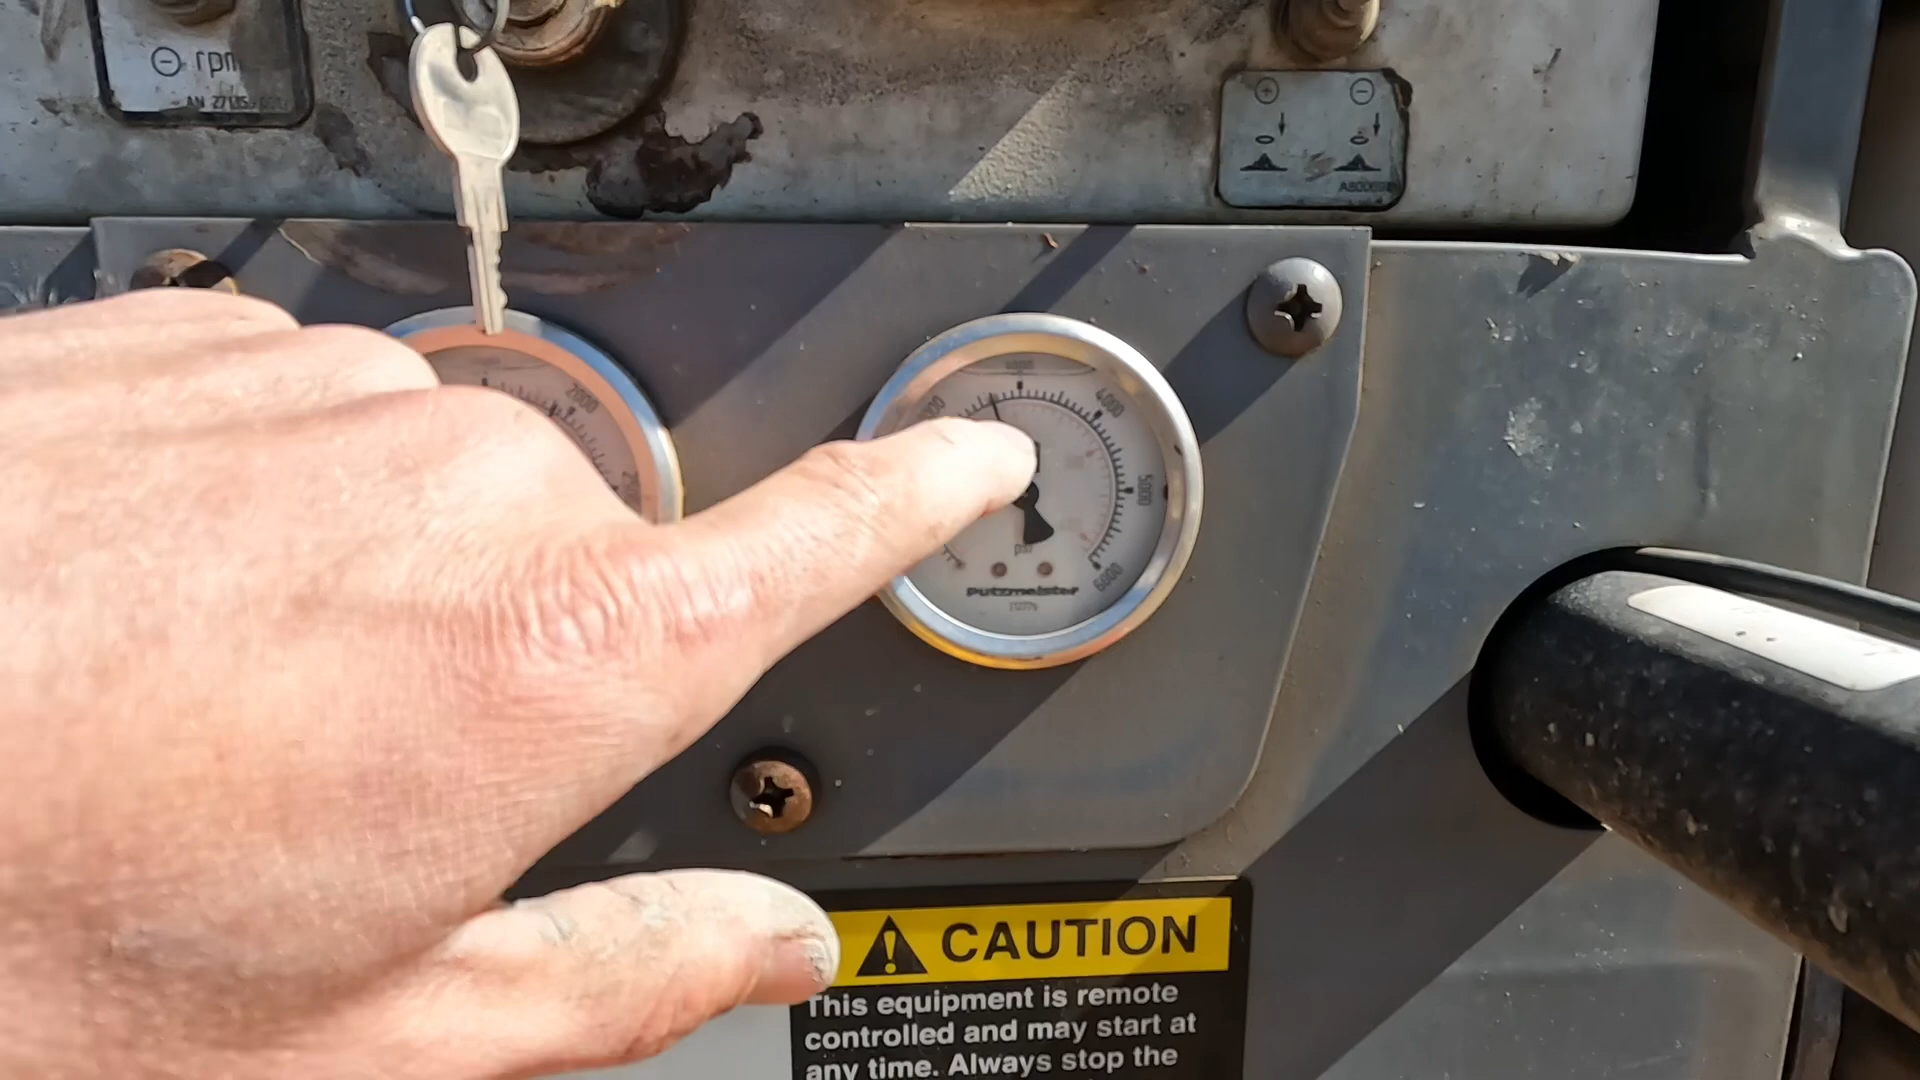 ⊖ rpm
⊕ ⊖
2000
4000
5000
6000
psi
Putzmeister
CAUTION
This equipment is remote
controlled and may start at
any time. Always stop the